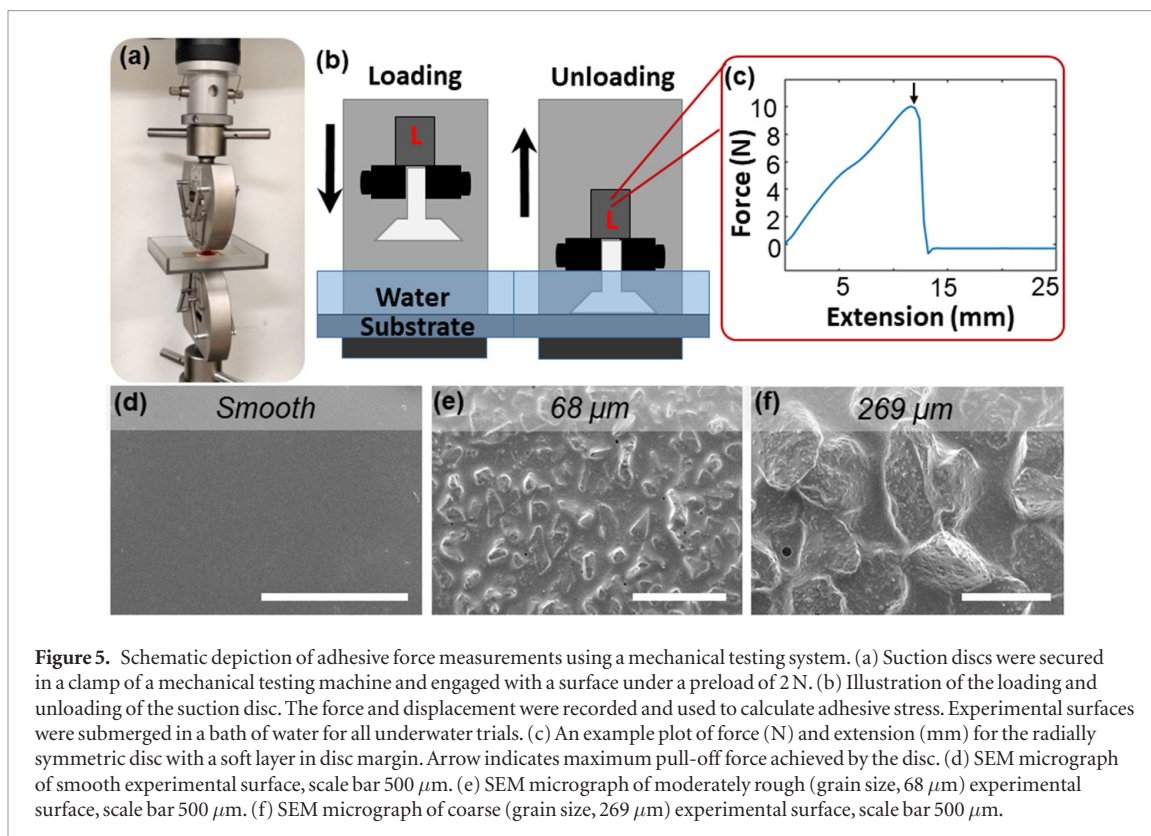 (a)
(b)
Loading
Unloading
L
L
Water
Substrate
(c)
Force (N)
10
8
6
4
2
0
5
15
25
Extension (mm)
(d)
Smooth
(e)
68 μm
(f)
269 μm
Figure 5. Schematic depiction of adhesive force measurements using a mechanical testing system. (a) Suction discs were secured
in a clamp of a mechanical testing machine and engaged with a surface under a preload of 2 N. (b) Illustration of the loading and
unloading of the suction disc. The force and displacement were recorded and used to calculate adhesive stress. Experimental surfaces
were submerged in a bath of water for all underwater trials. (c) An example plot of force (N) and extension (mm) for the radially
symmetric disc with a soft layer in disc margin. Arrow indicates maximum pull-off force achieved by the disc. (d) SEM micrograph
of smooth experimental surface, scale bar 500 μm. (e) SEM micrograph of moderately rough (grain size, 68 μm) experimental
surface, scale bar 500 μm. (f) SEM micrograph of coarse (grain size, 269 μm) experimental surface, scale bar 500 μm.